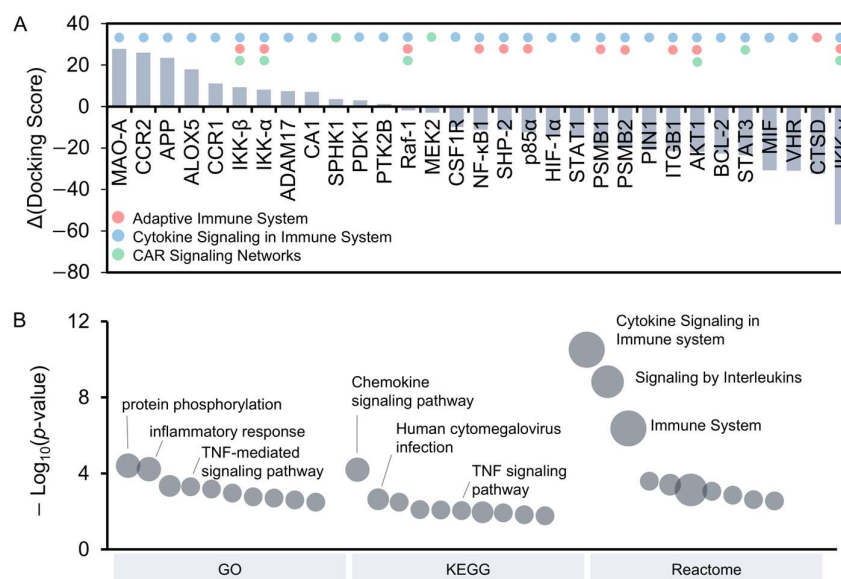 A
40
20
0
−20
−40
−60
−80
Δ(Docking Score)
MAO-A
CCR2
APP
ALOX5
CCR1
IKK-β
IKK-α
ADAM17
CA1
SPHK1
PDK1
PTK2B
Raf-1
MEK2
CSF1R
NF-κB
SHP-2
p85α
HIF-1α
STAT1
PSMB1
PSMB2
PIN1
ITGB1
AKT1
BCL-2
STAT3
MIF
VHR
CTSD
Adaptive Immune System
Cytokine Signaling in Immune System
CAR Signaling Networks
B
12
8
4
0
− Log10(p-value)
protein phosphorylation
inflammatory response
TNF-mediated
signaling pathway
Chemokine
signaling pathway
Human cytomegalovirus
infection
TNF signaling
pathway
Cytokine Signaling in
Immune system
Signaling by Interleukins
Immune System
GO
KEGG
Reactome